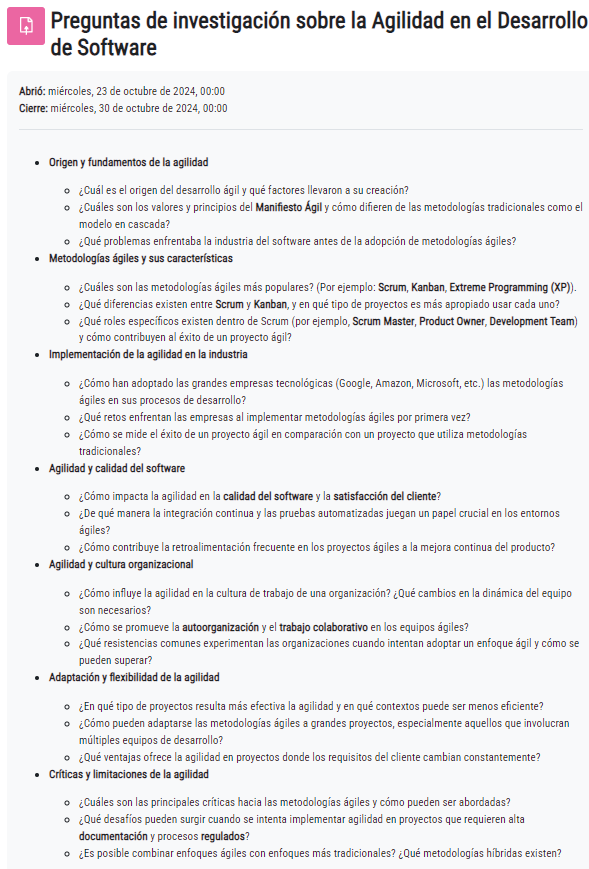 Preguntas de investigación sobre la Agilidad en el Desarrollo
de Software
Abrió: miércoles, 23 de octubre de 2024, 00:00
Cierre: miércoles, 30 de octubre de 2024, 00:00
• Origen y fundamentos de la agilidad
○ ¿Cuál es el origen del desarrollo ágil y qué factores llevaron a su creación?
○ ¿Cuáles son los valores y principios del Manifiesto Ágil y cómo difieren de las metodologías tradicionales como el
modelo en cascada?
○ ¿Qué problemas enfrentaba la industria del software antes de la adopción de metodologías ágiles?
• Metodologías ágiles y sus características
○ ¿Cuáles son las metodologías ágiles más populares? (Por ejemplo: Scrum, Kanban, Extreme Programming (XP)).
○ ¿Qué diferencias existen entre Scrum y Kanban, y en qué tipo de proyectos es más apropiado usar cada uno?
○ ¿Qué roles específicos existen dentro de Scrum (por ejemplo, Scrum Master, Product Owner, Development Team)
y cómo contribuyen al éxito de un proyecto ágil?
• Implementación de la agilidad en la industria
○ ¿Cómo han adoptado las grandes empresas tecnológicas (Google, Amazon, Microsoft, etc.) las metodologías
ágiles en sus procesos de desarrollo?
○ ¿Qué retos enfrentan las empresas al implementar metodologías ágiles por primera vez?
○ ¿Cómo se mide el éxito de un proyecto ágil en comparación con un proyecto que utiliza metodologías
tradicionales?
• Agilidad y calidad del software
○ ¿Cómo impacta la agilidad en la calidad del software y la satisfacción del cliente?
○ ¿De qué manera la integración continua y las pruebas automatizadas juegan un papel crucial en los entornos
ágiles?
○ ¿Cómo contribuye la retroalimentación frecuente en los proyectos ágiles a la mejora continua del producto?
• Agilidad y cultura organizacional
○ ¿Cómo influye la agilidad en la cultura de trabajo de una organización? ¿Qué cambios en la dinámica del equipo
son necesarios?
○ ¿Cómo se promueve la autoorganización y el trabajo colaborativo en los equipos ágiles?
○ ¿Qué resistencias comunes experimentan las organizaciones cuando intentan adoptar un enfoque ágil y cómo se
pueden superar?
• Adaptación y flexibilidad de la agilidad
○ ¿En qué tipo de proyectos resulta más efectiva la agilidad y en qué contextos puede ser menos eficiente?
○ ¿Cómo pueden adaptarse las metodologías ágiles a grandes proyectos, especialmente aquellos que involucran
múltiples equipos de desarrollo?
○ ¿Qué ventajas ofrece la agilidad en proyectos donde los requisitos del cliente cambian constantemente?
• Críticas y limitaciones de la agilidad
○ ¿Cuáles son las principales críticas hacia las metodologías ágiles y cómo pueden ser abordadas?
○ ¿Qué desafíos pueden surgir cuando se intenta implementar agilidad en proyectos que requieren alta
documentación y procesos regulados?
○ ¿Es posible combinar enfoques ágiles con enfoques más tradicionales? ¿Qué metodologías híbridas existen?